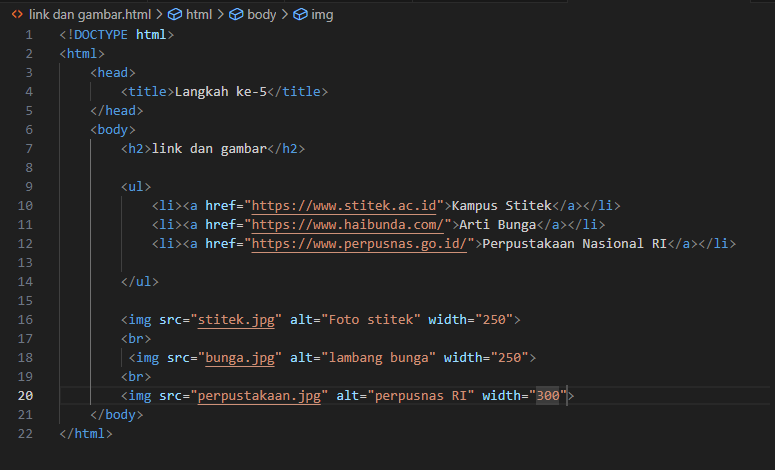 link dan gambar.html > html > body > img
1 <!DOCTYPE html>
2 <html>
3     <head>
4         <title>Langkah ke-5</title>
5     </head>
6     <body>
7         <h2>link dan gambar</h2>
8
9         <ul>
10             <li><a href="https://www.stitek.ac.id">Kampus Stitek</a></li>
11             <li><a href="https://www.haibunda.com/">Arti Bunga</a></li>
12             <li><a href="https://www.perpusnas.go.id/">Perpustakaan Nasional RI</a></li>
13
14         </ul>
15
16         <img src="stitek.jpg" alt="Foto stitek" width="250">
17         <br>
18          <img src="bunga.jpg" alt="lambang bunga" width="250">
19         <br>
20         <img src="perpustakaan.jpg" alt="perpusnas RI" width="300">
21     </body>
22 </html>